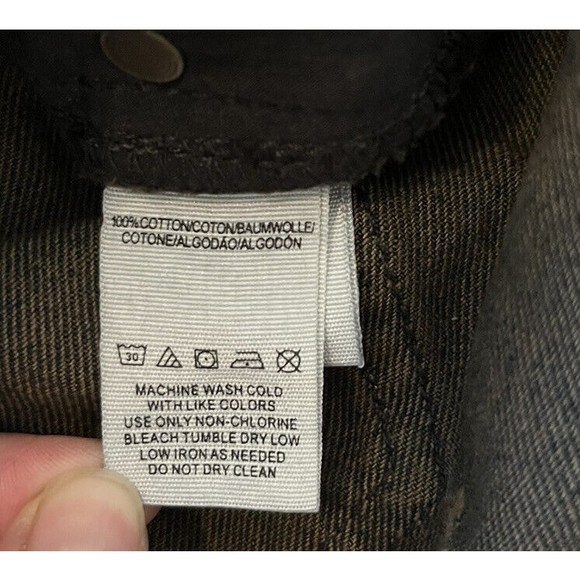 100%COTTON/COTON/BAUMWOLLE/
COTONE/ALGODÃO/ALGODÓN
30
MACHINE WASH COLD
WITH LIKE COLORS
USE ONLY NON-CHLORINE
BLEACH TUMBLE DRY LOW
LOW IRON AS NEEDED
DO NOT DRY CLEAN